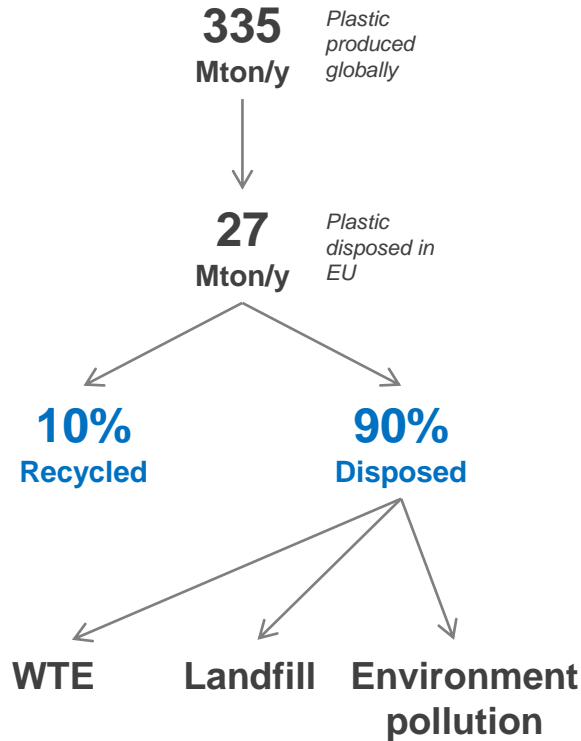 335
Mton/y
Plastic
produced
globally
27
Mton/y
Plastic
disposed in
EU
10%
Recycled
90%
Disposed
WTE
Landfill
Environment
pollution